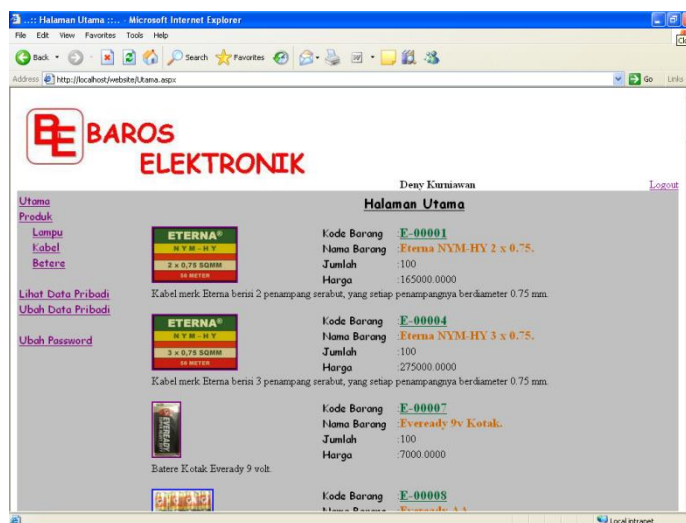 ..:: Halaman Utama ::.. - Microsoft Internet Explorer
File Edit View Favorites Tools Help
Back Search Favorites
Address http://localhost/website/Utama.aspx Go Links
BE BAROS
ELEKTRONIK
Deny Kurniawan Logout
Utama
Produk
Lampu
Kabel
Betere
Lihat Data Pribadi
Ubah Data Pribadi
Ubah Password
Halaman Utama
ETERNA®
NYM-HY
2 x 0,75 SQMM
50 METER
Kode Barang :E-00001
Nama Barang :Eterna NYM-HY 2 x 0.75.
Jumlah :100
Harga :165000.0000
Kabel merk Eterna berisi 2 penampang serabut, yang setiap penampangnya berdiameter 0.75 mm.
ETERNA®
NYM-HY
3 x 0,75 SQMM
50 METER
Kode Barang :E-00004
Nama Barang :Eterna NYM-HY 3 x 0.75.
Jumlah :100
Harga :275000.0000
Kabel merk Eterna berisi 3 penampang serabut, yang setiap penampangnya berdiameter 0.75 mm.
EVEREADY
Kode Barang :E-00007
Nama Barang :Eveready 9v Kotak.
Jumlah :100
Harga :7000.0000
Batere Kotak Everady 9 volt.
Kode Barang :E-00008
Nama Barang :Eveready AA
Local intranet